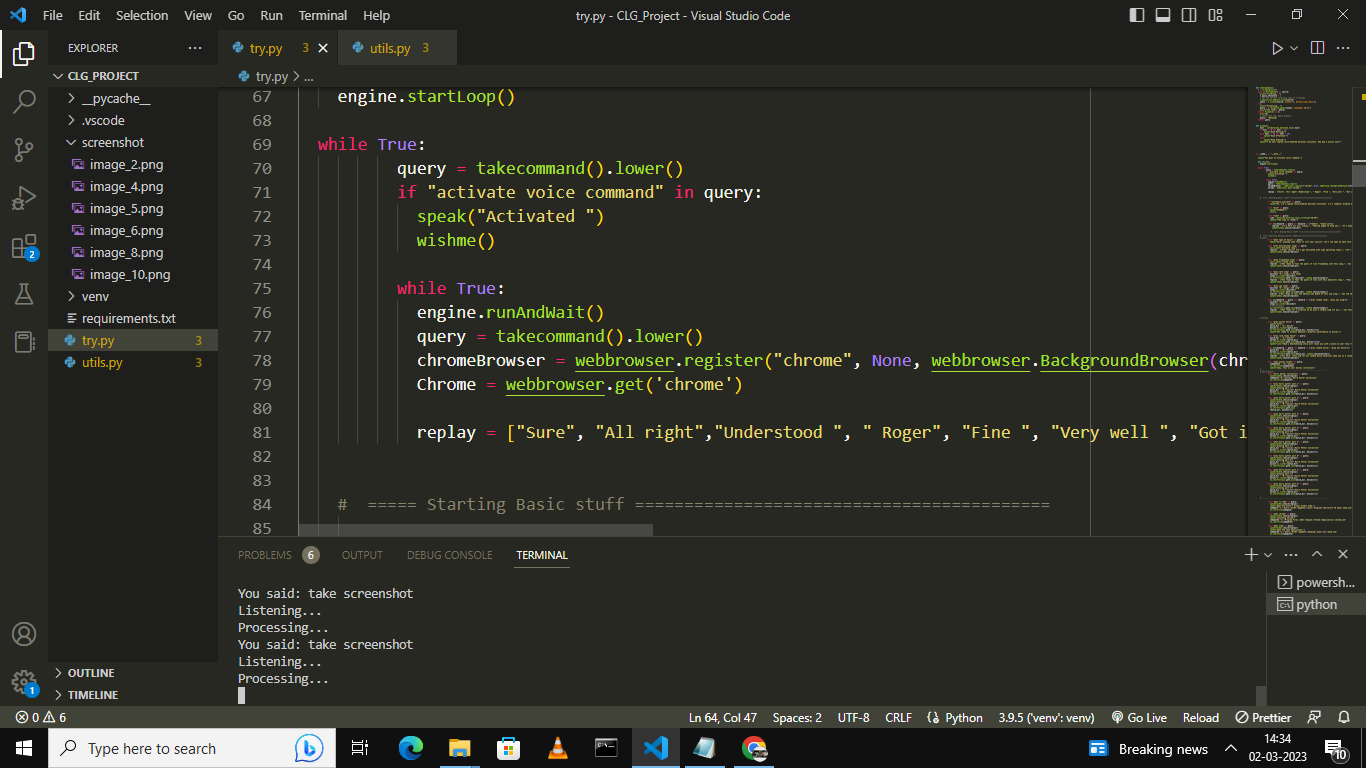 File Edit Selection View Go Run Terminal Help
try.py - CLG_Project - Visual Studio Code
EXPLORER
try.py 3
utils.py 3
CLG_PROJECT
try.py > ...
__pycache__
.vscode
screenshot
image_2.png
image_4.png
image_5.png
image_6.png
image_8.png
image_10.png
venv
requirements.txt
try.py 3
utils.py 3
OUTLINE
TIMELINE
2
1
67 engine.startLoop()
68
69 while True:
70 query = takecommand().lower()
71 if "activate voice command" in query:
72 speak("Activated ")
73 wishme()
74
75 while True:
76 engine.runAndWait()
77 query = takecommand().lower()
78 chromeBrowser = webbrowser.register("chrome", None, webbrowser.BackgroundBrowser(chr
79 Chrome = webbrowser.get('chrome')
80
81 replay = ["Sure", "All right","Understood ", " Roger", "Fine ", "Very well ", "Got i
82
83
84 # ===== Starting Basic stuff ==========================================
85
PROBLEMS 6 OUTPUT DEBUG CONSOLE TERMINAL
You said: take screenshot
Listening...
Processing...
You said: take screenshot
Listening...
Processing...
powersh...
python
0 6
Ln 64, Col 47 Spaces: 2 UTF-8 CRLF Python 3.9.5 ('venv': venv) Go Live Reload Prettier
Type here to search
Breaking news
14:34
02-03-2023
10